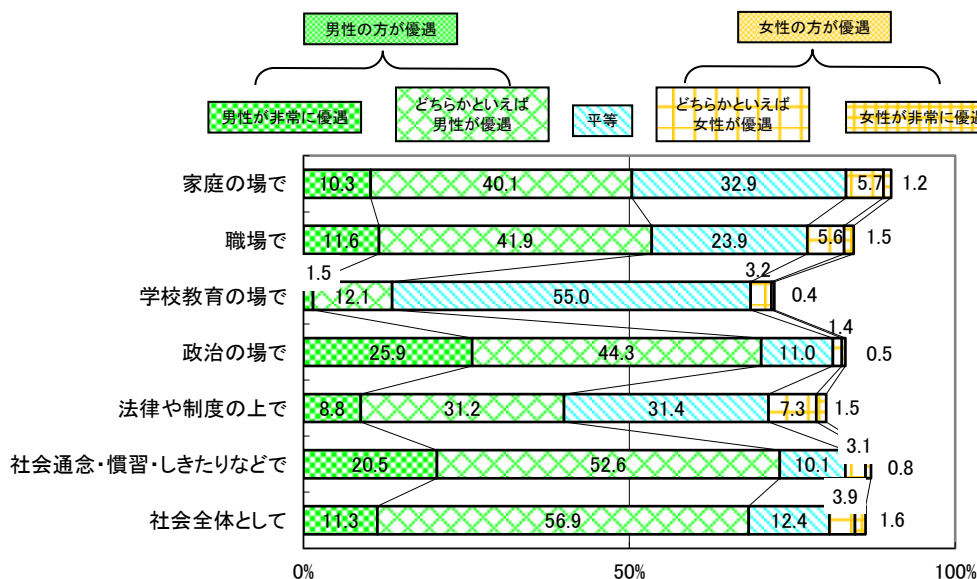 男性の方が優遇
女性の方が優遇
男性が非常に優遇
どちらかといえば
男性が優遇
平等
どちらかといえば
女性が優遇
女性が非常に優遇
家庭の場で
10.3
40.1
32.9
5.7
1.2
職場で
11.6
41.9
23.9
5.6
1.5
学校教育の場で
1.5
12.1
55.0
3.2
0.4
政治の場で
25.9
44.3
11.0
1.4
0.5
法律や制度の上で
8.8
31.2
31.4
7.3
1.5
社会通念・慣習・しきたりなどで
20.5
52.6
10.1
3.1
0.8
社会全体として
11.3
56.9
12.4
3.9
1.6
0%
50%
100%